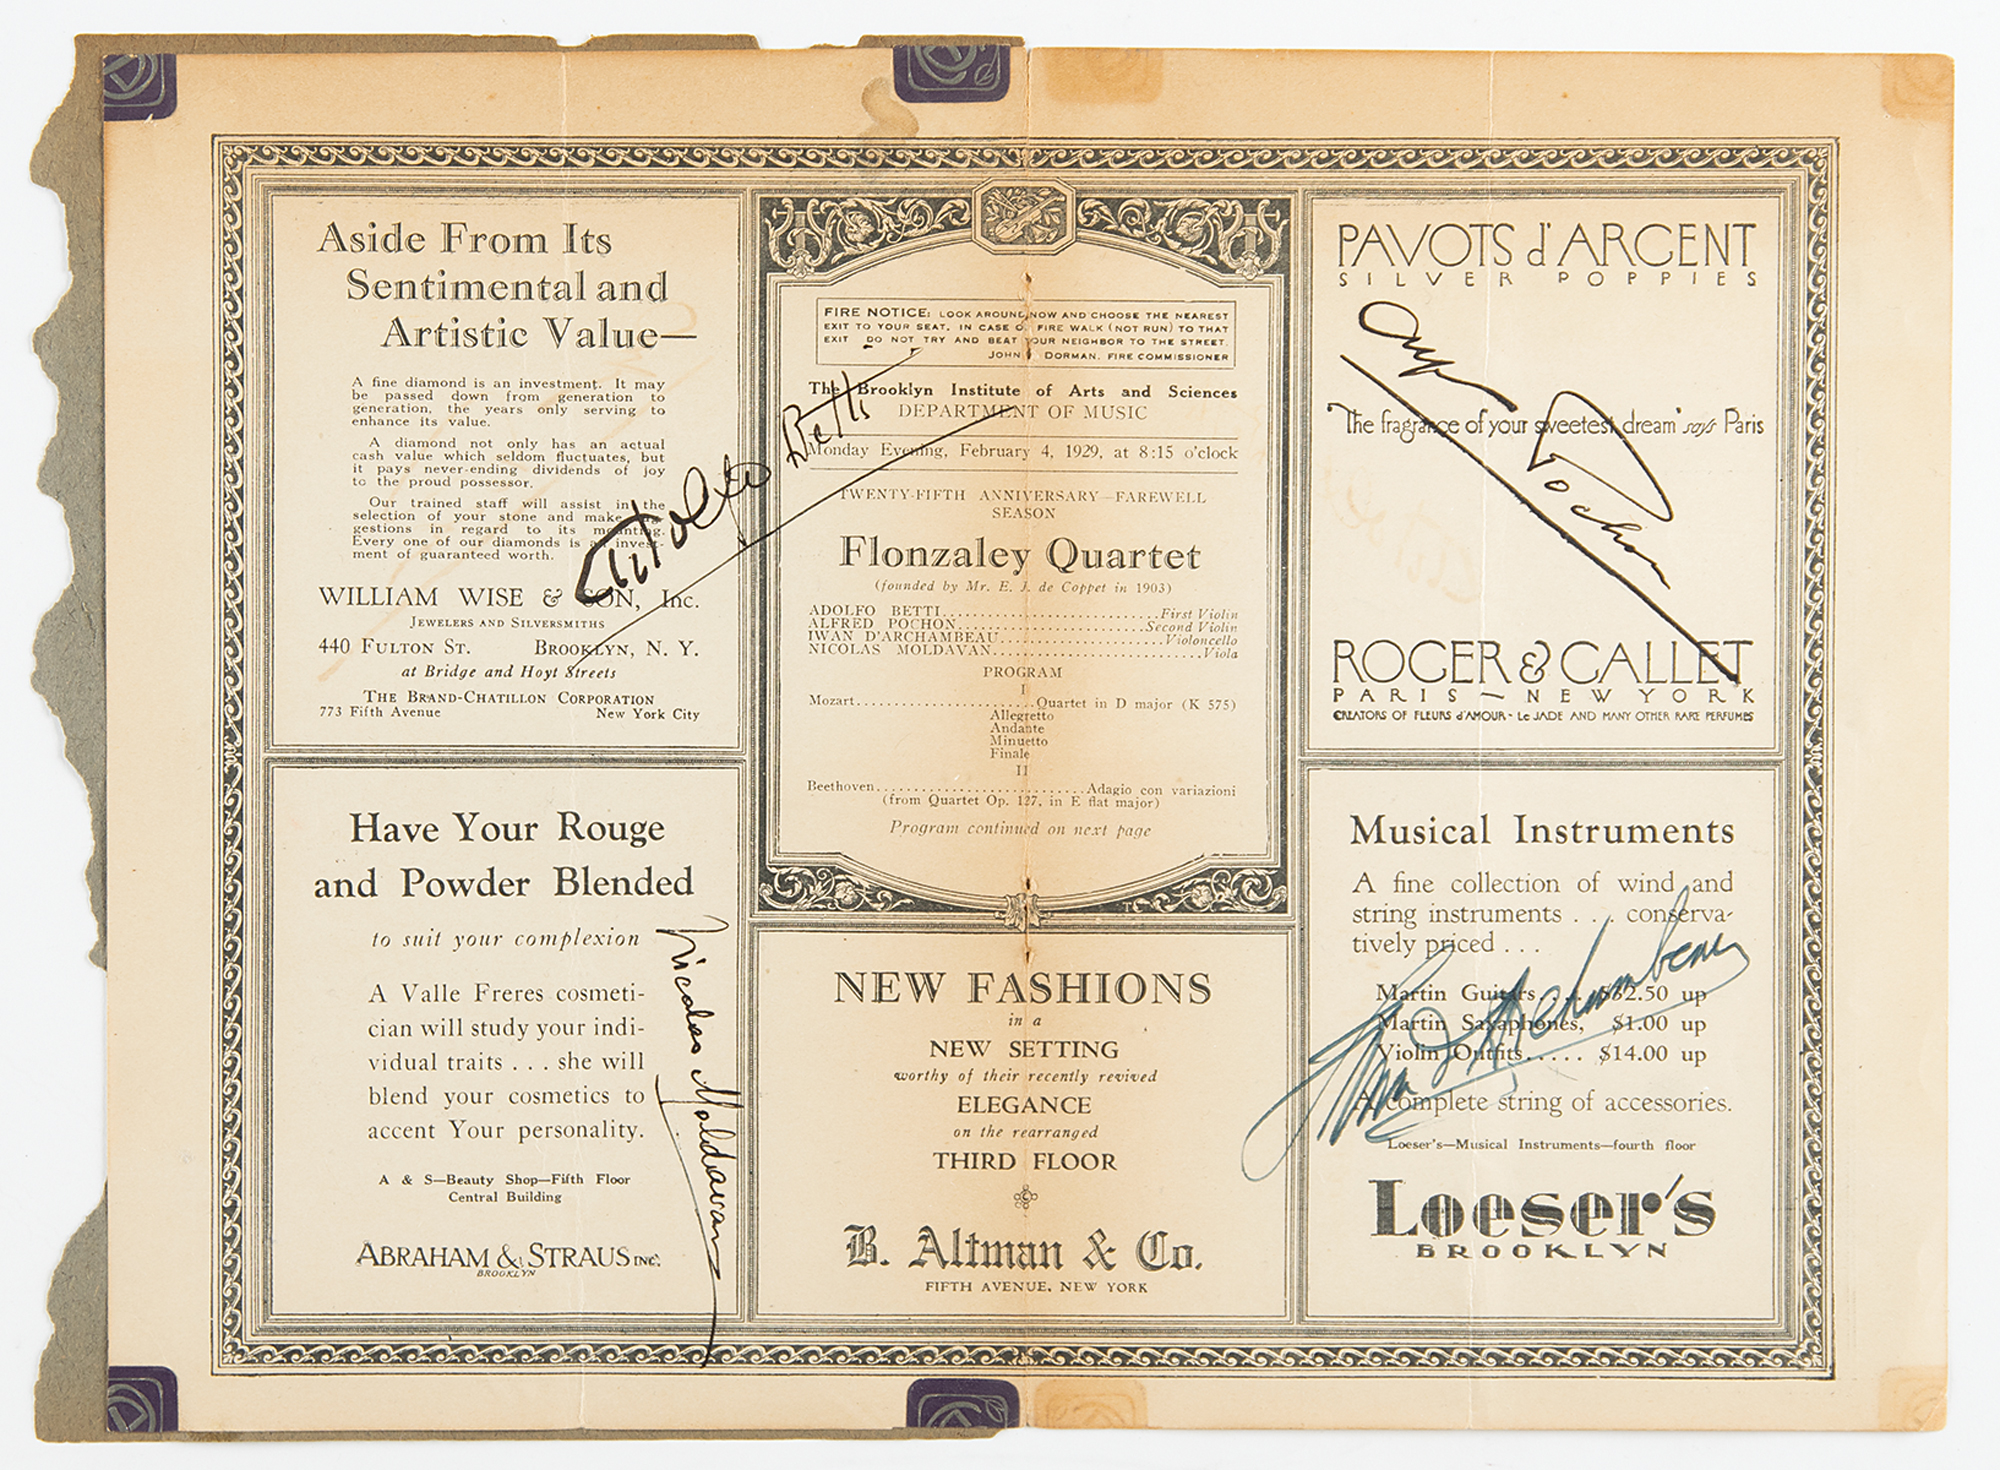 Aside From Its
Sentimental and
Artistic Value—
A fine diamond is an investment. It may
be passed down from generation to
generation, the years only serving to
enhance its value.
A diamond not only has an actual
cash value which seldom fluctuates, but
it pays never-ending dividends of joy
to the proud possessor.
Our trained staff will assist in the
selection of your stone and make
gestions in regard to its mounting.
Every one of our diamonds is an invest-
ment of guaranteed worth.
WILLIAM WISE & SON, Inc.
JEWELERS AND SILVERSMITHS
440 FULTON ST. BROOKLYN, N. Y.
at Bridge and Hoyt Streets
THE BRAND-CHATILLON CORPORATION
773 Fifth Avenue New York City
Adolfo Betti
Have Your Rouge
and Powder Blended
to suit your complexion
A Valle Freres cosmeti-
cian will study your indi-
vidual traits . . . she will
blend your cosmetics to
accent Your personality.
A & S—Beauty Shop—Fifth Floor
Central Building
ABRAHAM & STRAUS INC.
BROOKLYN
Nicolas Moldavan
FIRE NOTICE: LOOK AROUND NOW AND CHOOSE THE NEAREST
EXIT TO YOUR SEAT. IN CASE OF FIRE WALK (NOT RUN) TO THAT
EXIT DO NOT TRY AND BEAT YOUR NEIGHBOR TO THE STREET.
JOHN J. DORMAN, FIRE COMMISSIONER
The Brooklyn Institute of Arts and Sciences
DEPARTMENT OF MUSIC
Monday Evening, February 4, 1929, at 8:15 o'clock
TWENTY-FIFTH ANNIVERSARY—FAREWELL
SEASON
Flonzaley Quartet
(founded by Mr. E. J. de Coppet in 1903)
ADOLFO BETTI........................First Violin
ALFRED POCHON....................Second Violin
IWAN D'ARCHAMBEAU.................Violoncello
NICOLAS MOLDAVAN.........................Viola
PROGRAM
I
Mozart......................Quartet in D major (K 575)
Allegretto
Andante
Minuetto
Finale
II
Beethoven..........................Adagio con variazioni
(from Quartet Op. 127, in E flat major)
Program continued on next page
NEW FASHIONS
in a
NEW SETTING
worthy of their recently revived
ELEGANCE
on the rearranged
THIRD FLOOR
B. Altman & Co.
FIFTH AVENUE, NEW YORK
PAVOTS d'ARGENT
SILVER POPPIES
Pochon
"The fragrance of your sweetest dream" says Paris
ROGER & GALLET
PARIS — NEW YORK
CREATORS OF FLEURS d'AMOUR - Le JADE AND MANY OTHER RARE PERFUMES
Musical Instruments
A fine collection of wind and
string instruments . . . conserva-
tively priced . . .
Martin Guitars . . . . $32.50 up
Martin Saxaphones, $1.00 up
Violin Outfits..... $14.00 up
A complete string of accessories.
Iwan d'Archambeau
Loeser's—Musical Instruments—fourth floor
Loeser's
BROOKLYN